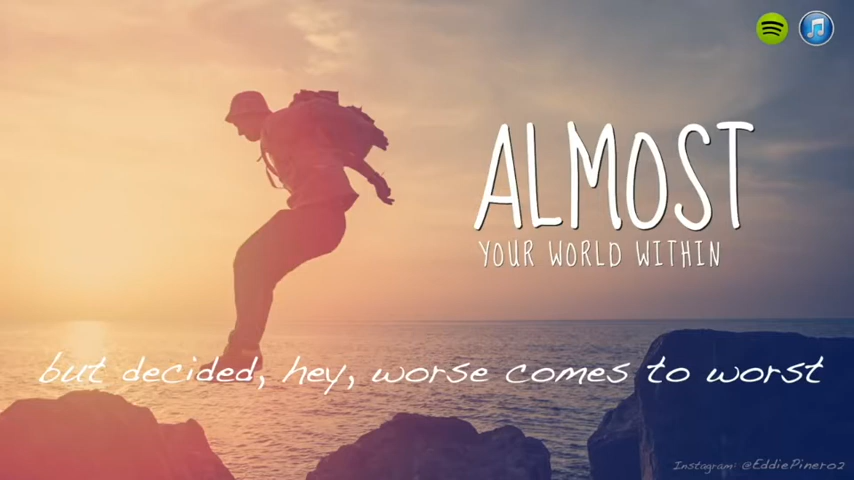 ALMOST
YOUR WORLD WITHIN
but decided, hey, worse comes to worst
Instagram: @EddiePinero2